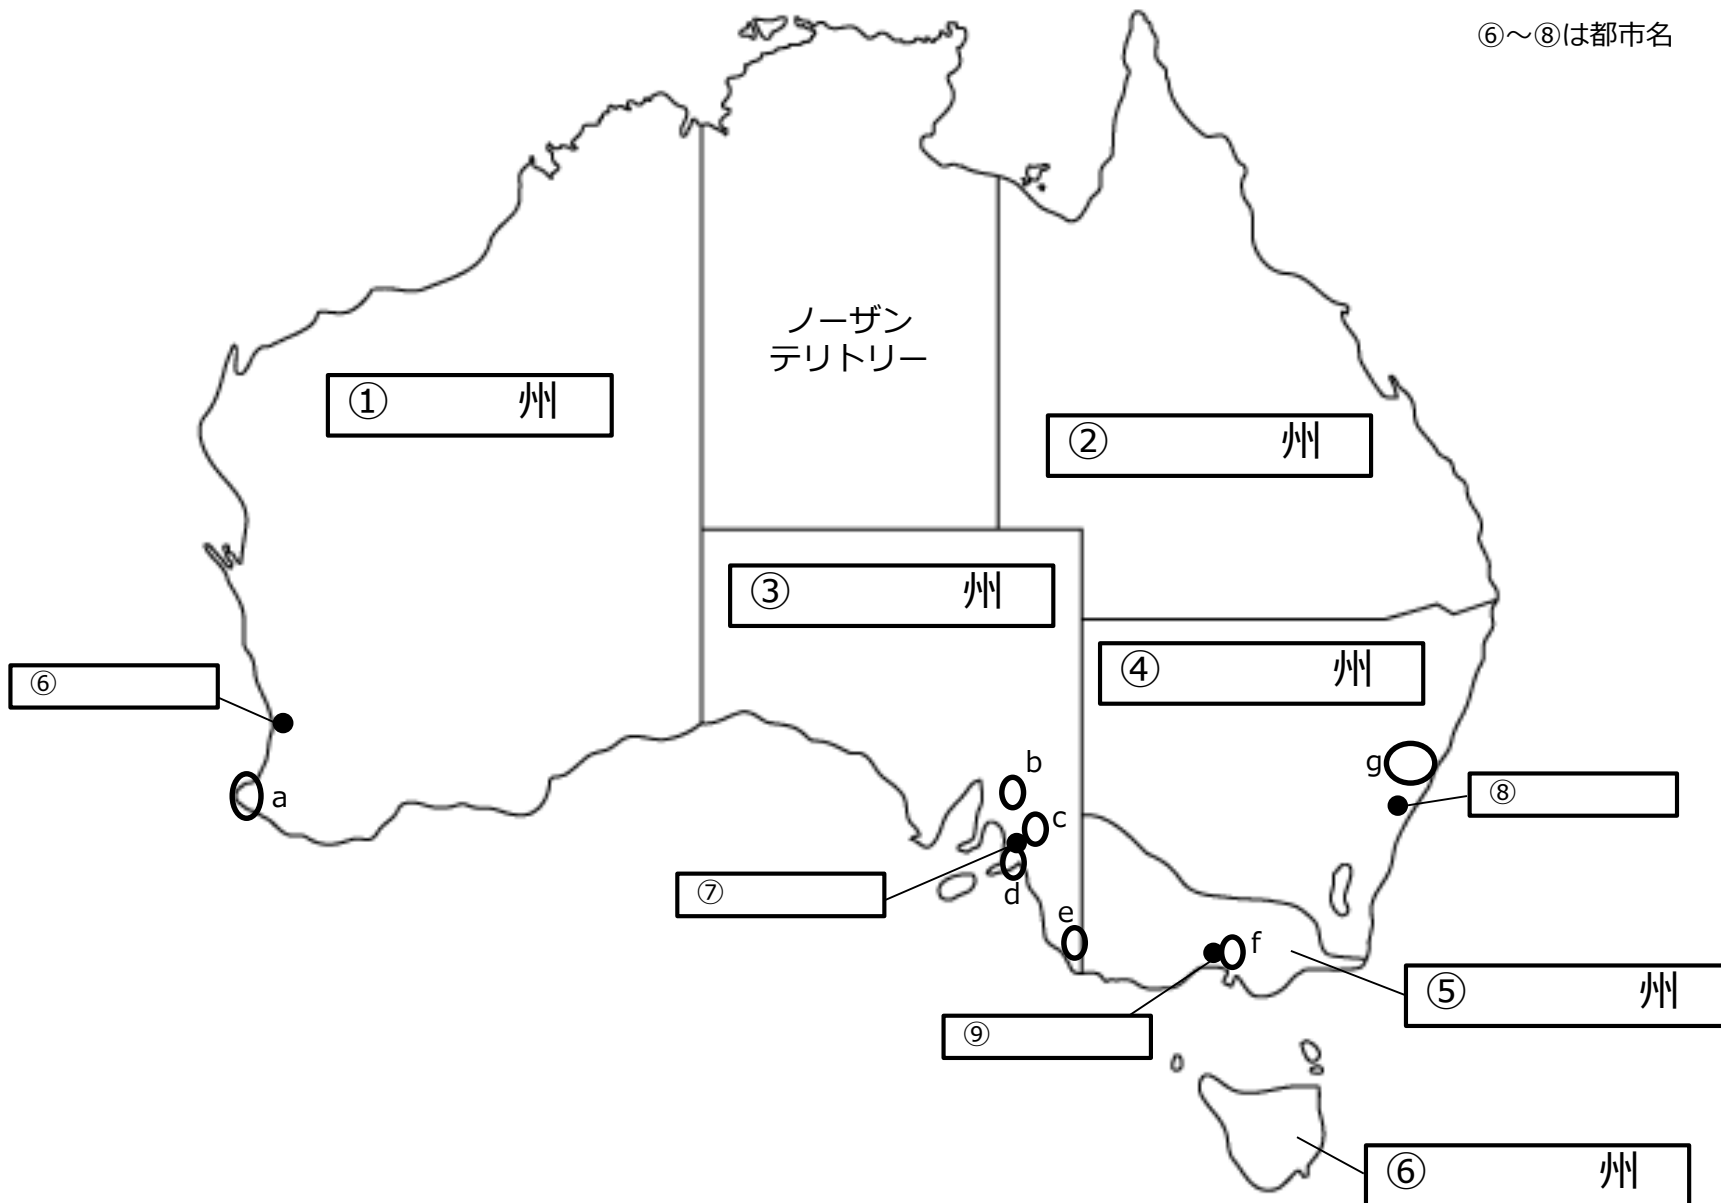 ⑥～⑧は都市名
ノーザン
テリトリー
① 州
② 州
③ 州
④ 州
⑥
a
b
g
⑧
c
⑦
d
e
f
⑤ 州
⑨
⑥ 州